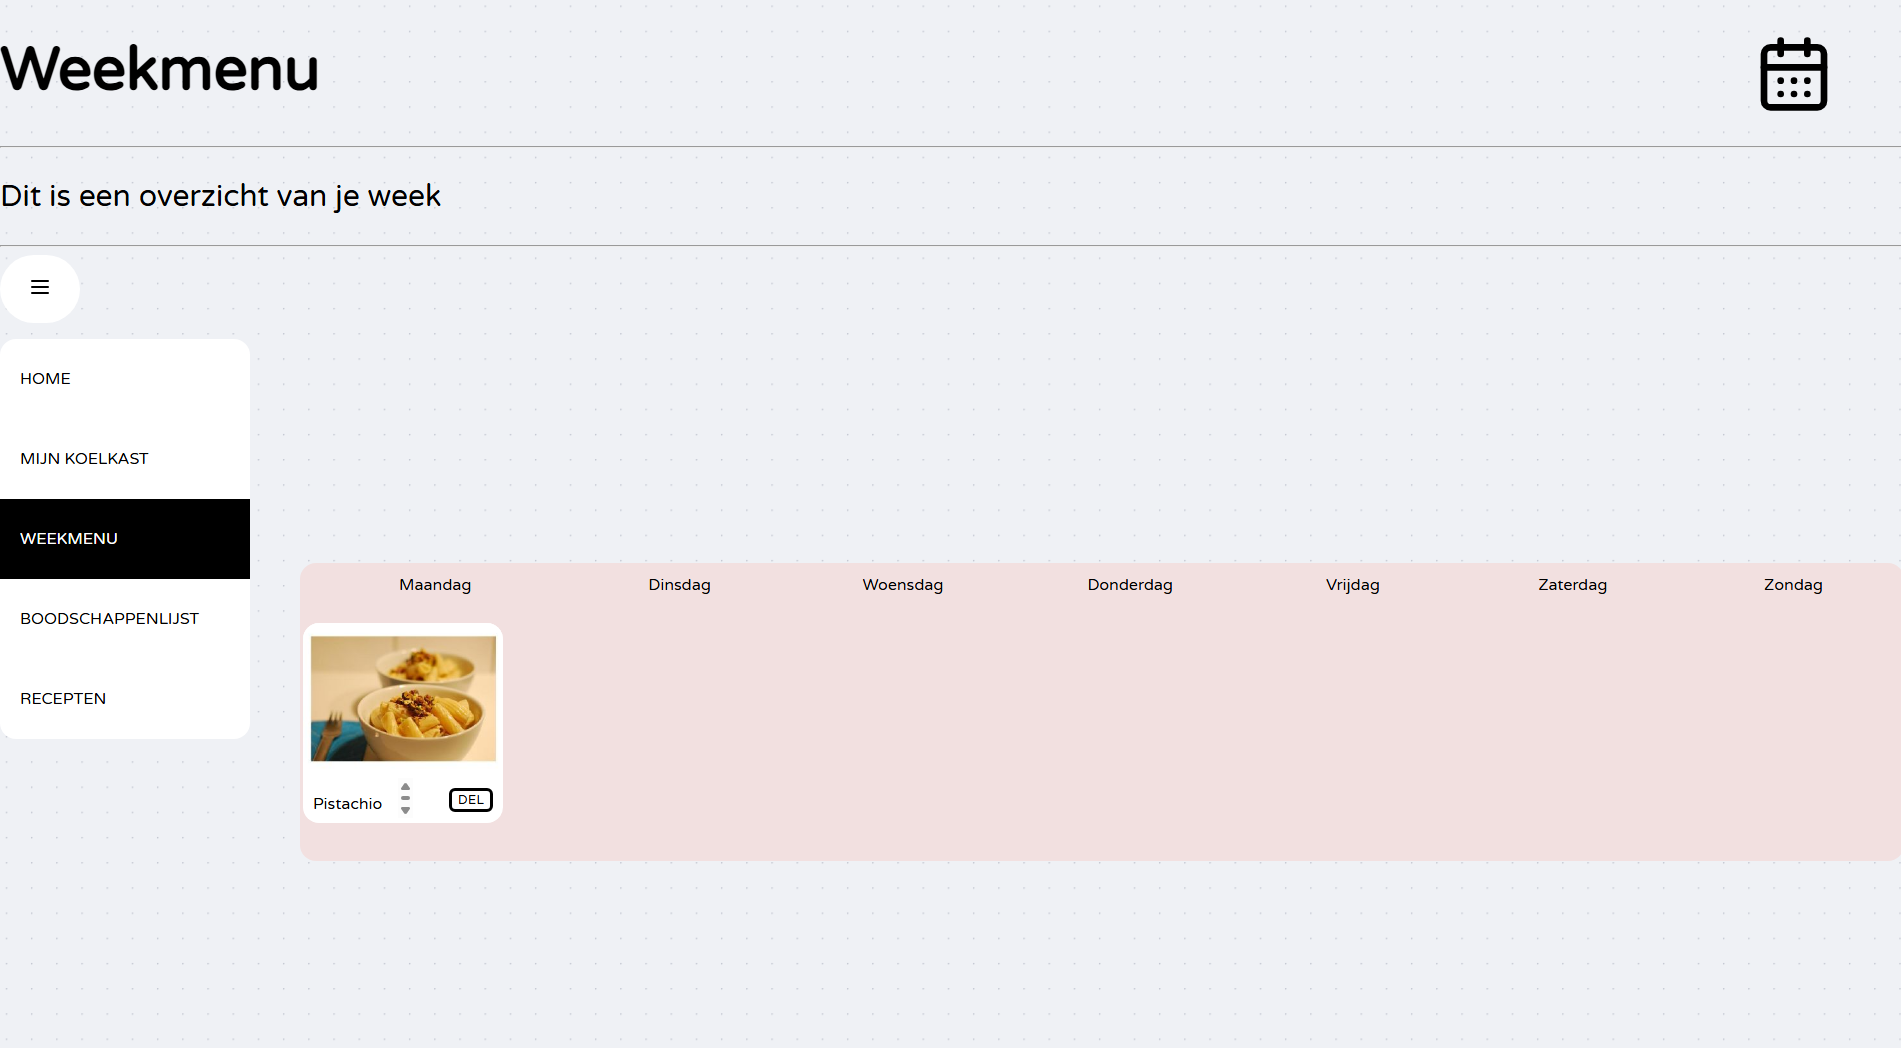 Weekmenu
Dit is een overzicht van je week
HOME
MIJN KOELKAST
WEEKMENU
BOODSCHAPPENLIJST
RECEPTEN
Maandag Dinsdag Woensdag Donderdag Vrijdag Zaterdag Zondag
Pistachio DEL